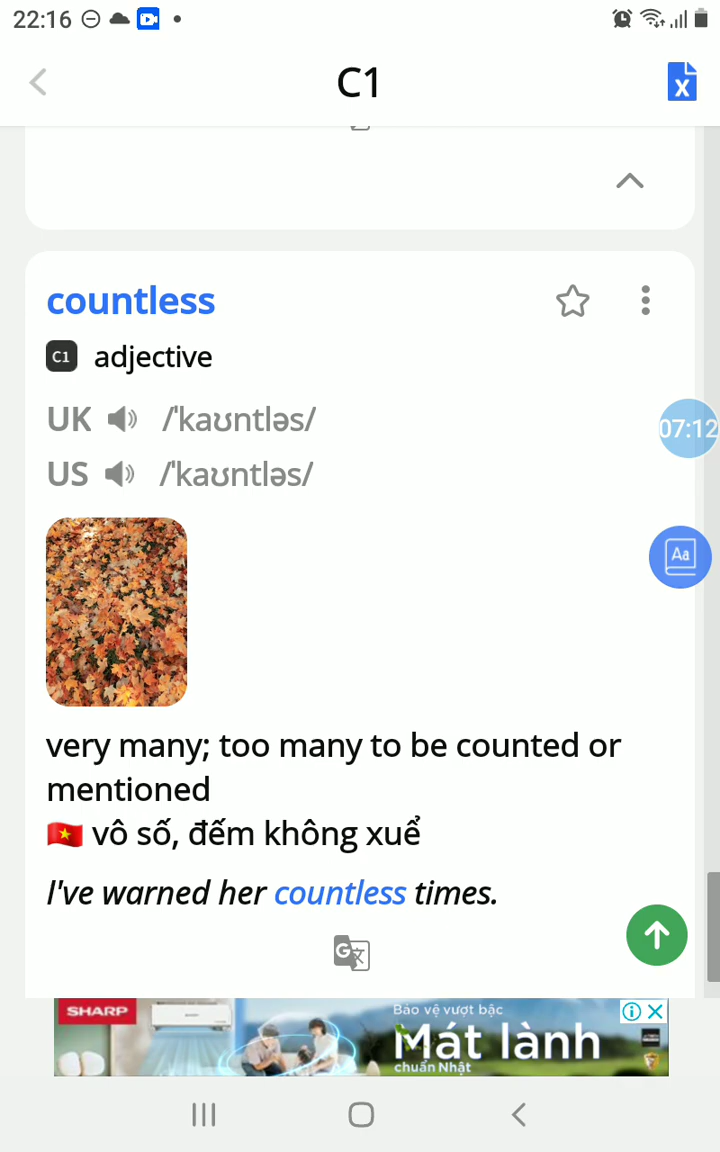 22:16
C1
countless
C1 adjective
UK /ˈkaʊntləs/
US /ˈkaʊntləs/
07:12
Aa
very many; too many to be counted or
mentioned
vô số, đếm không xuể
I've warned her countless times.
SHARP
Bảo vệ vượt bậc
Mát lành
chuẩn Nhật